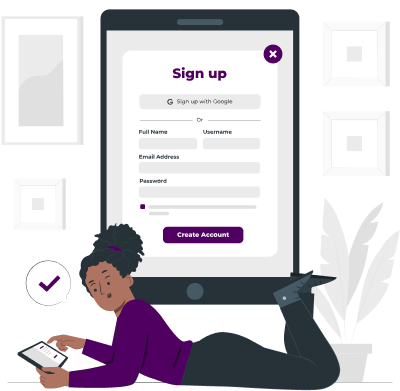 Sign up
G Sign up with Google
Or
Full Name Username
Email Address
Password
Create Account